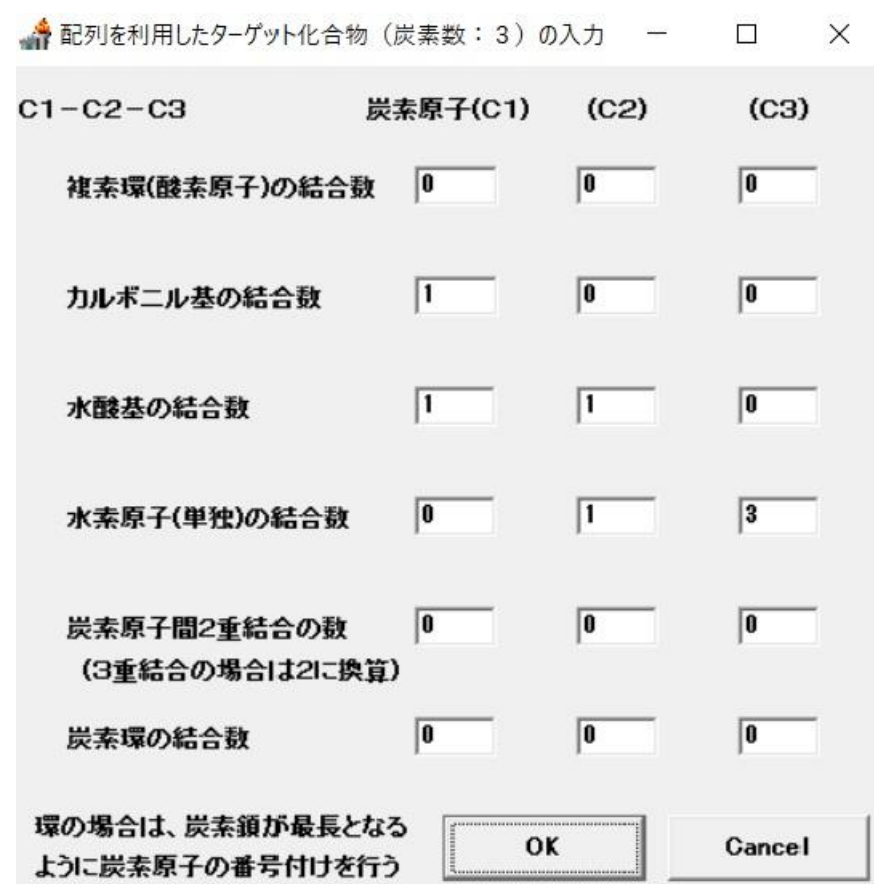 配列を利用したターゲット化合物（炭素数：3）の入力
C1-C2-C3 炭素原子(C1) (C2) (C3)
複素環(酸素原子)の結合数 0 0 0
カルボニル基の結合数 1 0 0
水酸基の結合数 1 1 0
水素原子(単独)の結合数 0 1 3
炭素原子間2重結合の数 0 0 0
(3重結合の場合は2に換算)
炭素環の結合数 0 0 0
環の場合は、炭素鎖が最長となる
ように炭素原子の番号付けを行う
OK Cancel